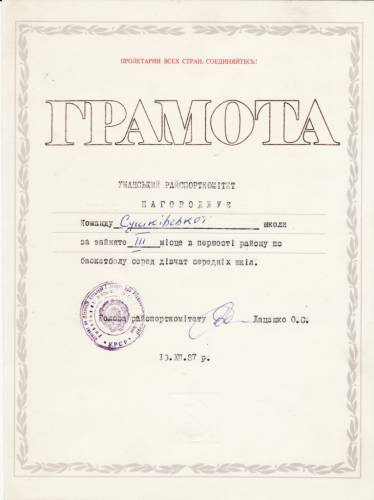 ПРОЛЕТАРИИ ВСЕХ СТРАН, СОЕДИНЯЙТЕСЬ!
ГРАМОТА
УМАНСЬКИЙ РАЙСПОРТКОМІТЕТ
НАГОРОДЖУЄ
Команду Сушківської школи
за зайняте III місце в першості району по
баскетболу серед дівчат середніх шкіл.
Голова райспорткомітету Лаценко О.С.
13.XII.87 р.